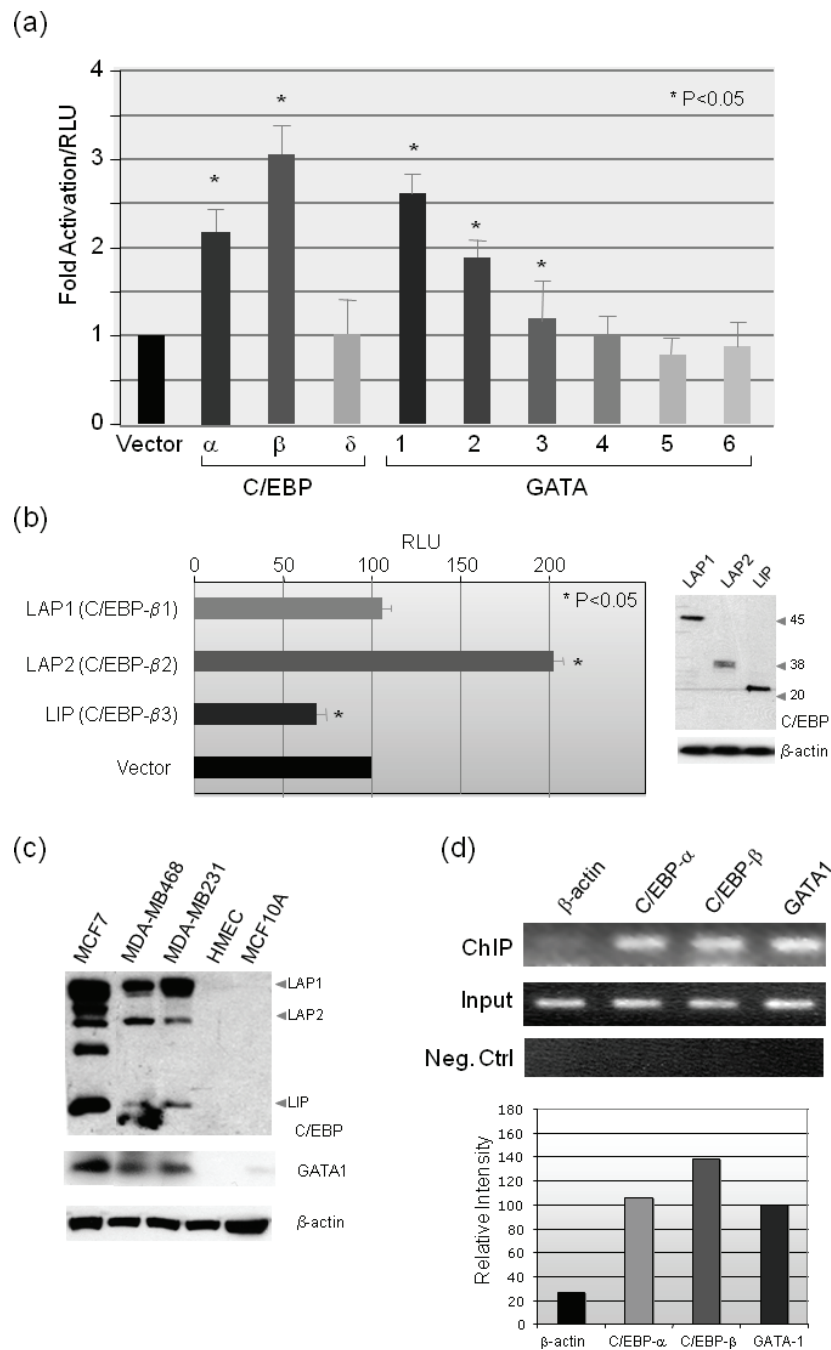 (a)
Fold Activation/RLU
4
3
2
1
0
* P<0.05
*
*
*
*
*
Vector α β δ 1 2 3 4 5 6
C/EBP GATA
(b)
RLU
0 50 100 150 200
* P<0.05
LAP1 (C/EBP-β1)
LAP2 (C/EBP-β2) *
LIP (C/EBP-β3) *
Vector
LAP1 LAP2 LIP
45
38
20
C/EBP
β-actin
(c)
MCF7 MDA-MB468 MDA-MB231 HMEC MCF10A
LAP1
LAP2
LIP
C/EBP
GATA1
β-actin
(d)
β-actin C/EBP-α C/EBP-β GATA1
ChIP
Input
Neg. Ctrl
Relative Intensity
180
160
140
120
100
80
60
40
20
0
β-actin C/EBP-α C/EBP-β GATA-1